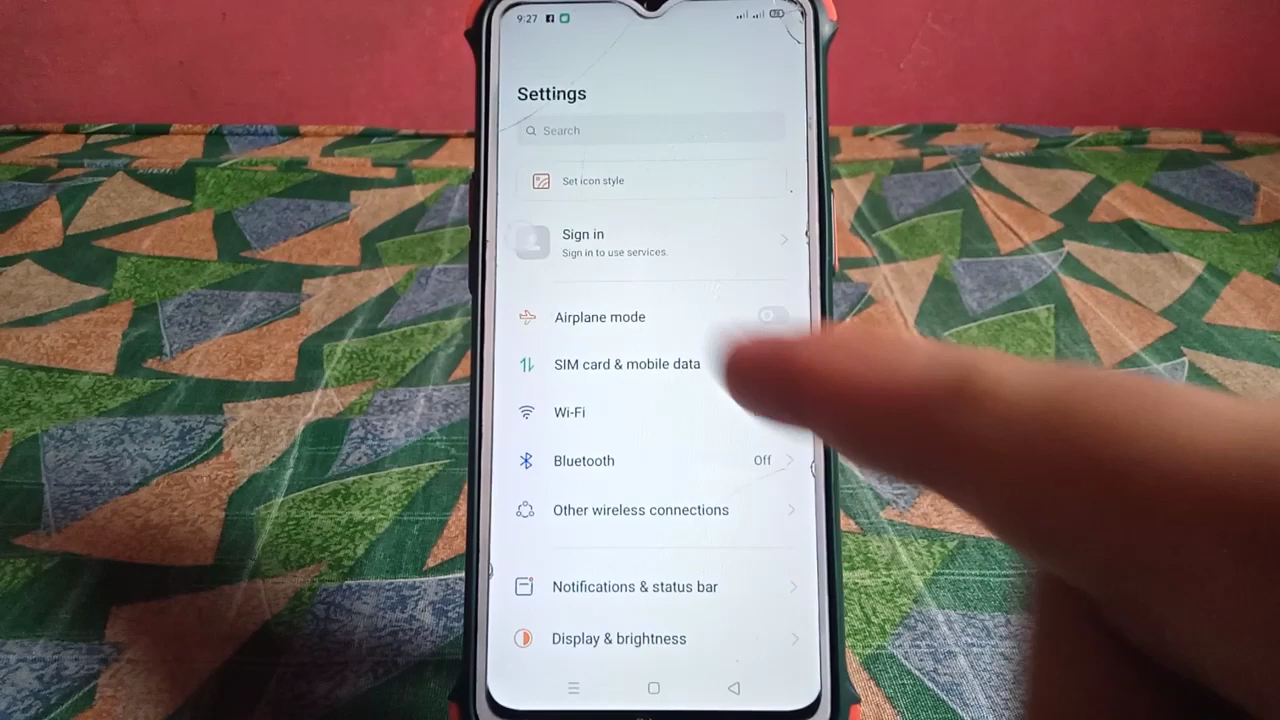 9:27
Settings
Search
Set icon style
Sign in
Sign in to use services.
Airplane mode
SIM card & mobile data
Wi-Fi
Bluetooth
Off
Other wireless connections
Notifications & status bar
Display & brightness